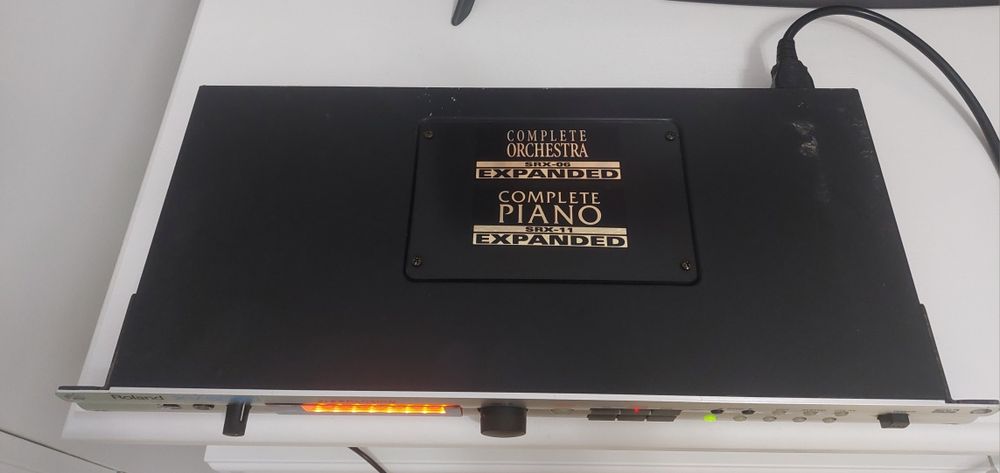 COMPLETE
ORCHESTRA
SRX-06
EXPANDED
COMPLETE
PIANO
SRX-11
EXPANDED
Roland